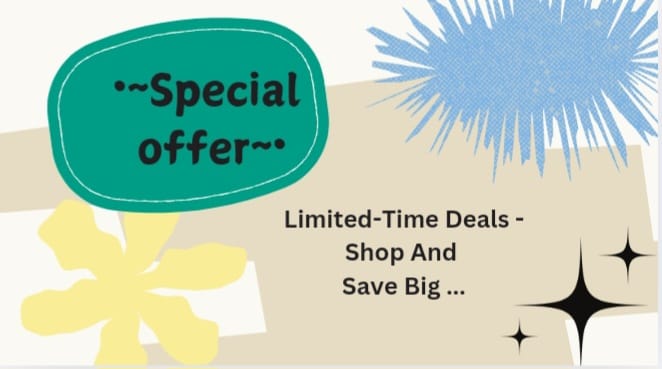 •~Special
offer~•
Limited-Time Deals -
Shop And
Save Big ...